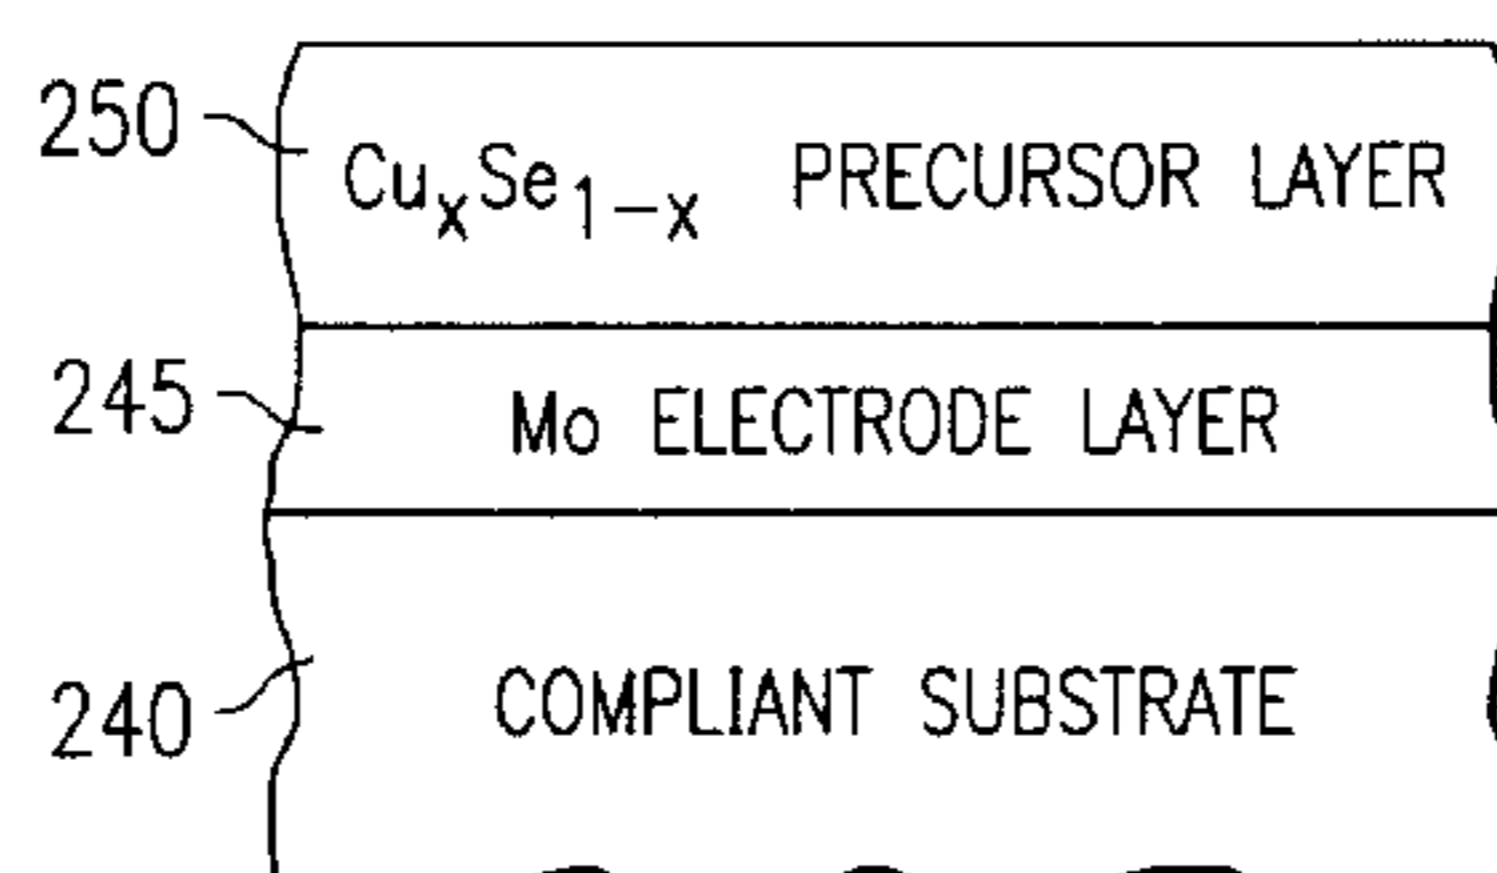 250 CuₓSe₁₋ₓ PRECURSOR LAYER
245 Mo ELECTRODE LAYER
240 COMPLIANT SUBSTRATE